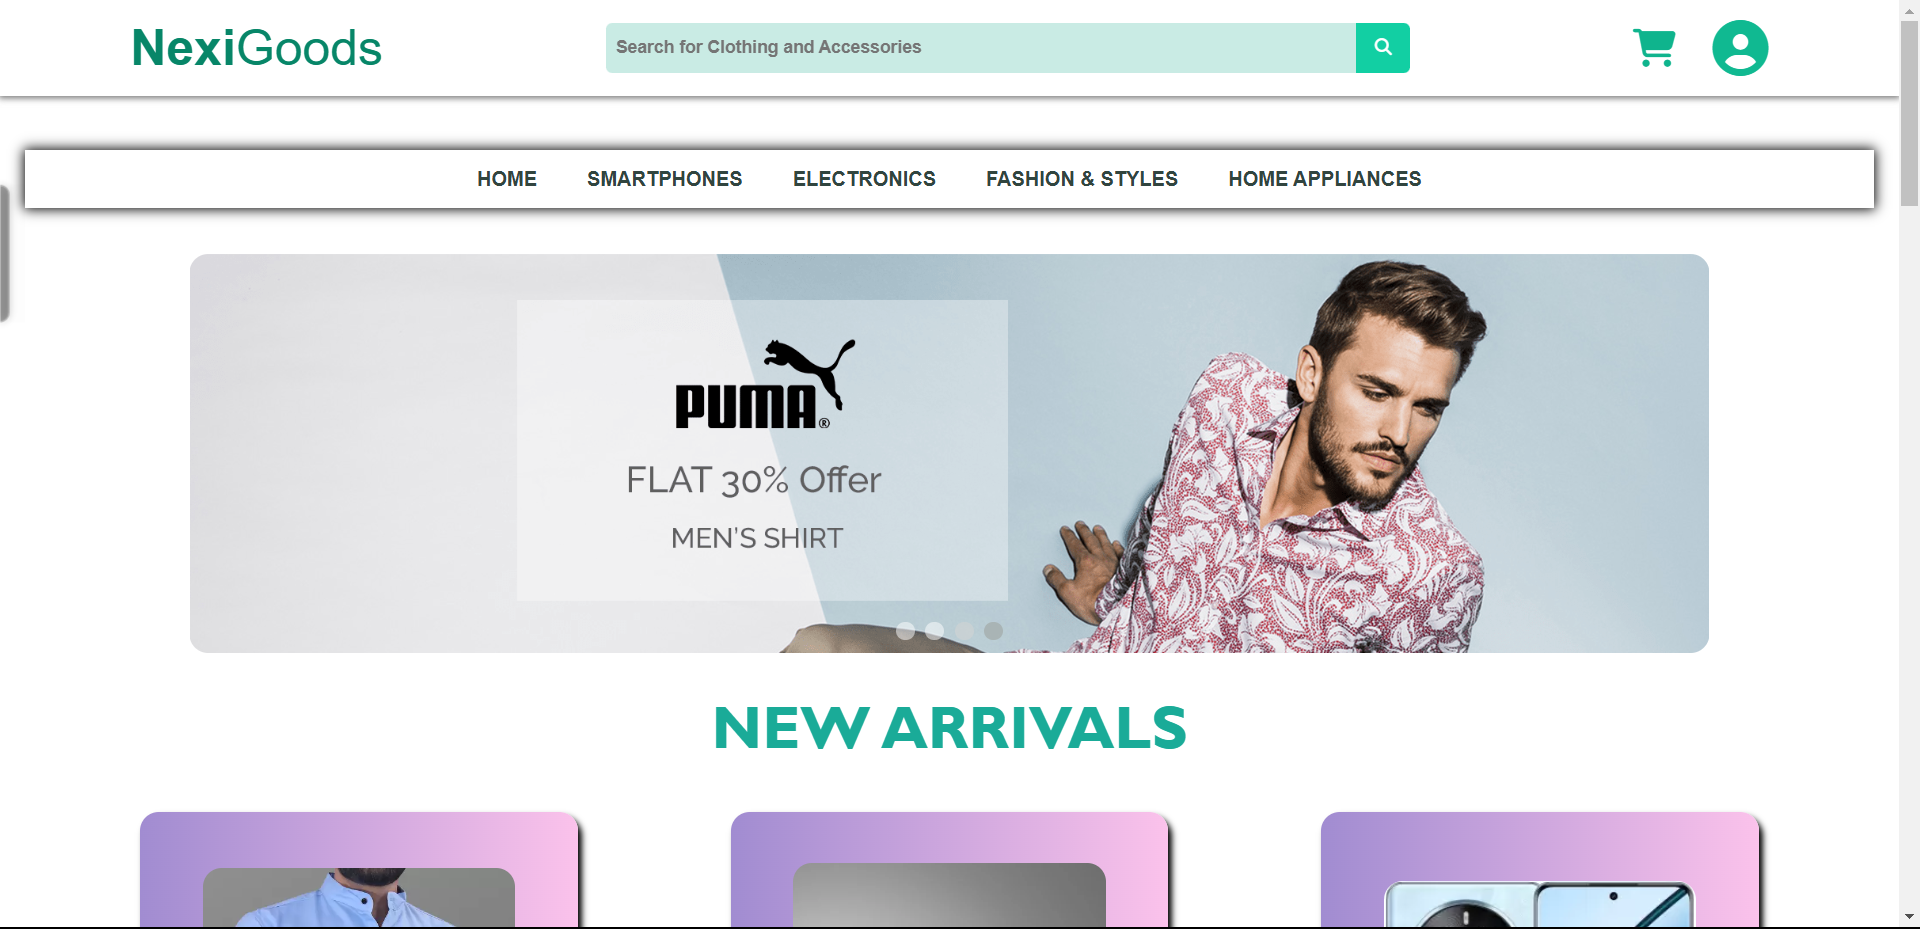 NexiGoods
Search for Clothing and Accessories
HOME SMARTPHONES ELECTRONICS FASHION & STYLES HOME APPLIANCES
PUMA®
FLAT 30% Offer
MEN'S SHIRT
NEW ARRIVALS